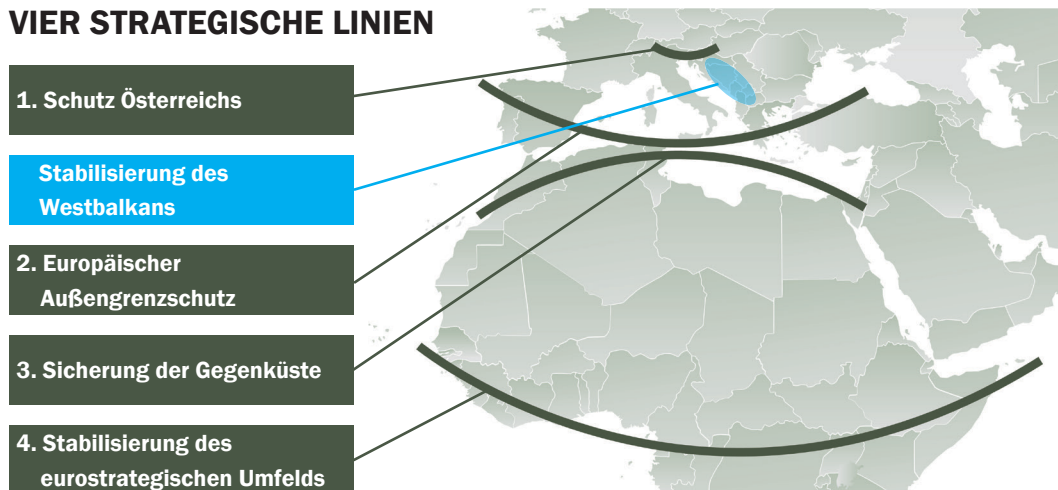 VIER STRATEGISCHE LINIEN
1. Schutz Österreichs
Stabilisierung des
Westbalkans
2. Europäischer
Außengrenzschutz
3. Sicherung der Gegenküste
4. Stabilisierung des
eurostrategischen Umfelds